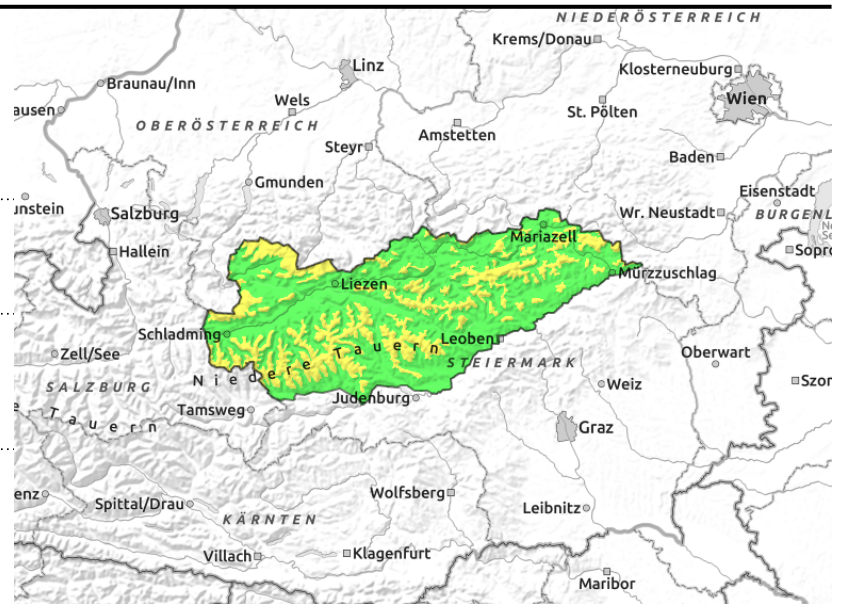 NIEDERÖSTERREICH
Krems/Donau
Linz
Klosterneuburg
Braunau/Inn
Wels
Wien
ausen
St. Pölten
OBERÖSTERREICH
Amstetten
Steyr
Baden
Gmunden
Eisenstadt
unstein
Salzburg
Wr. Neustadt
BURGENL
Mariazell
Hallein
Sopro
Mürzzuschlag
Liezen
Schladming
Leoben
Zell/See
Niedere Tauern
STEIERMARK
Oberwart
SALZBURG
Weiz
Szor
Judenburg
Tamsweg
Tauern
Graz
enz
Spittal/Drau
Wolfsberg
Leibnitz
KÄRNTEN
Villach
Klagenfurt
Maribor